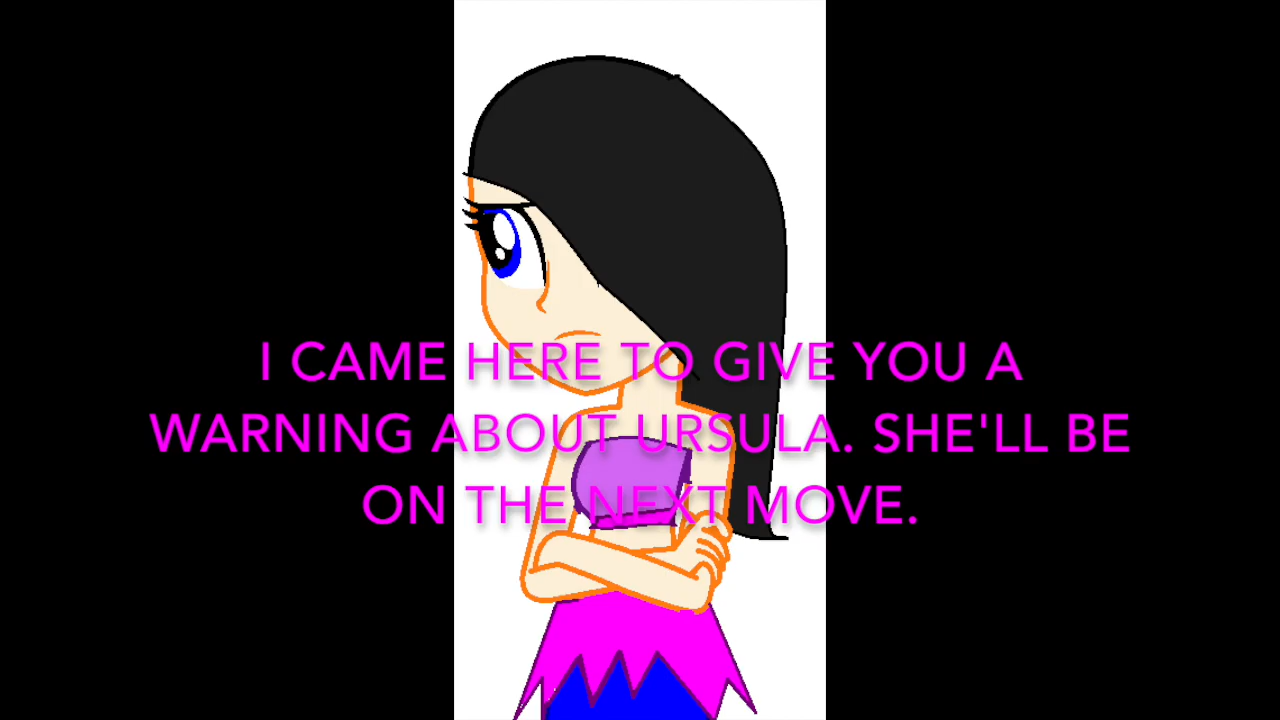 I CAME HERE TO GIVE YOU A
WARNING ABOUT URSULA. SHE'LL BE
ON THE NEXT MOVE.